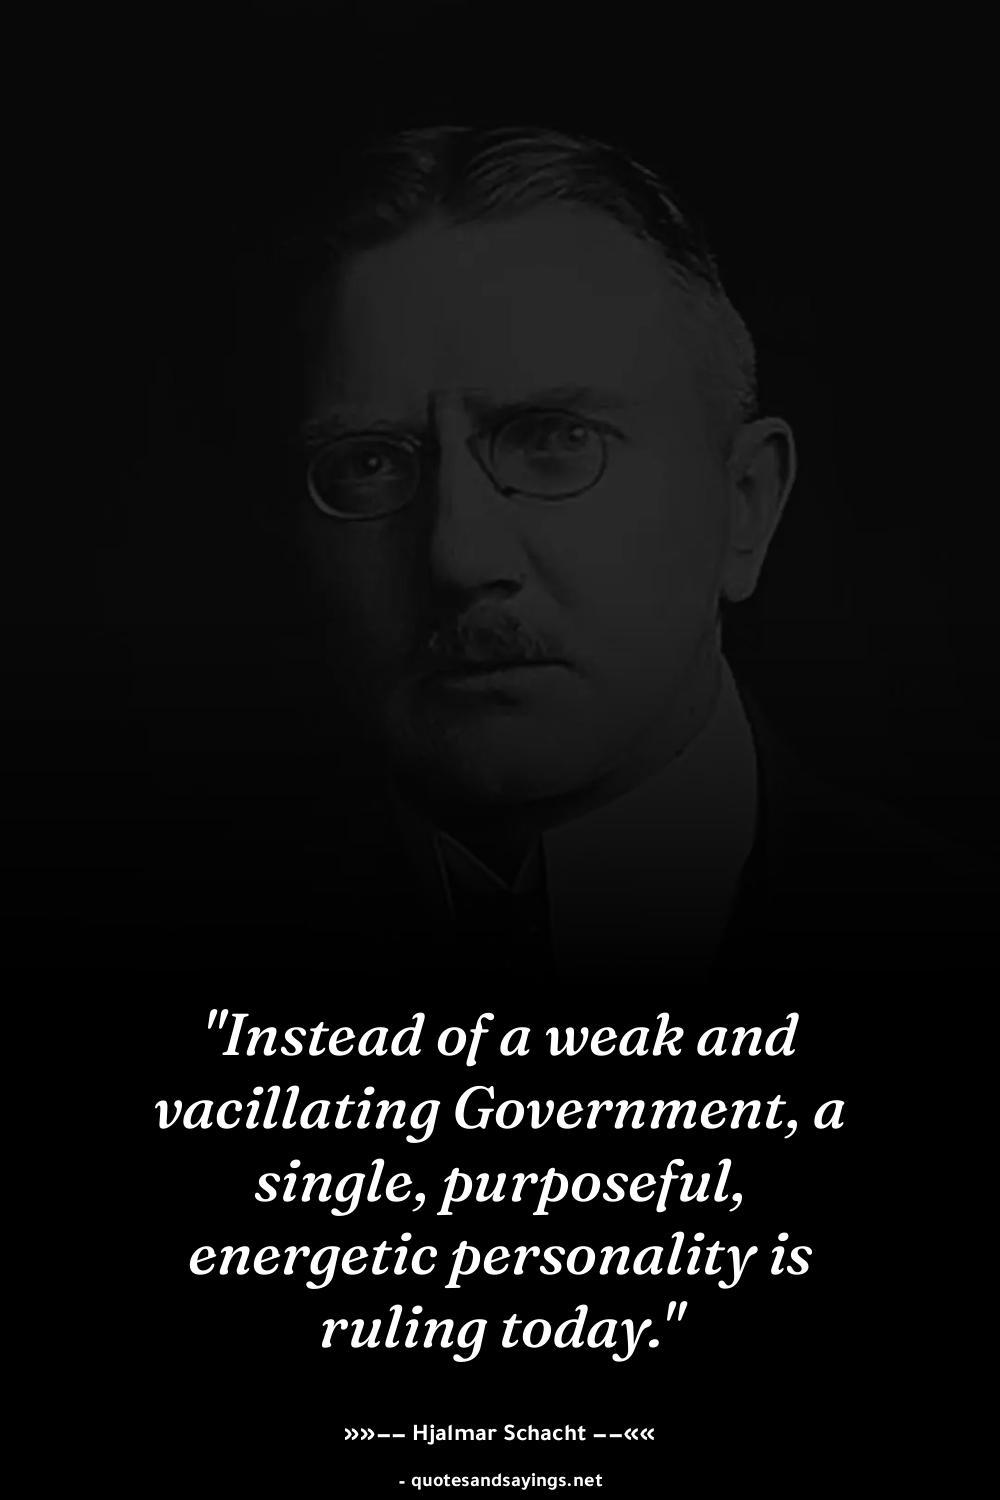 "Instead of a weak and
vacillating Government, a
single, purposeful,
energetic personality is
ruling today."
»»−− Hjalmar Schacht −−««
- quotesandsayings.net